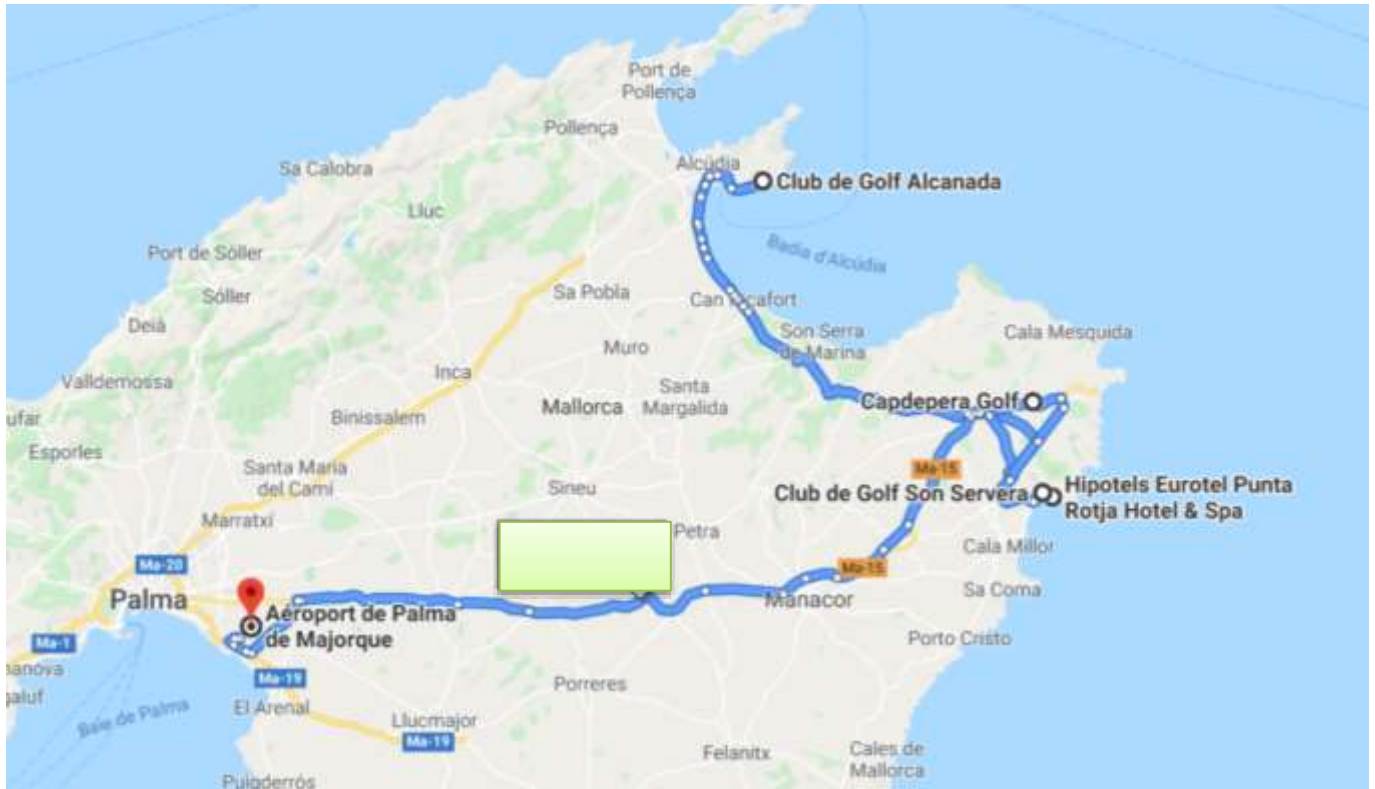 Port de
Pollença
Pollença
Alcúdia
Sa Calobra
Club de Golf Alcanada
Lluc
Port de Sóller
Badia d'Alcúdia
Sóller
Sa Pobla
Can Picafort
Deià
Son Serra
de Marina
Cala Mesquida
Muro
Inca
Valldemossa
Santa
Margalida
Mallorca
Capdepera Golf
Binissalem
ufar
Esporles
Santa Maria
del Camí
Ma-15
Sineu
Club de Golf Son Servera
Hipotels Eurotel Punta
Rotja Hotel & Spa
Marratxí
Petra
Cala Millor
Ma-20
Ma-15
Sa Coma
Palma
Manacor
Aéroport de Palma
de Majorque
Porto Cristo
Ma-1
anova
galuf
Ma-19
Porreres
El Arenal
Baie de Palma
Llucmajor
Ma-19
Felanitx
Cales de
Mallorca
Puigderrós